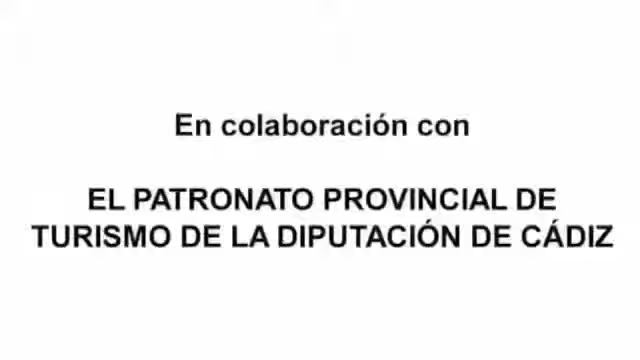 En colaboración con
EL PATRONATO PROVINCIAL DE
TURISMO DE LA DIPUTACIÓN DE CÁDIZ